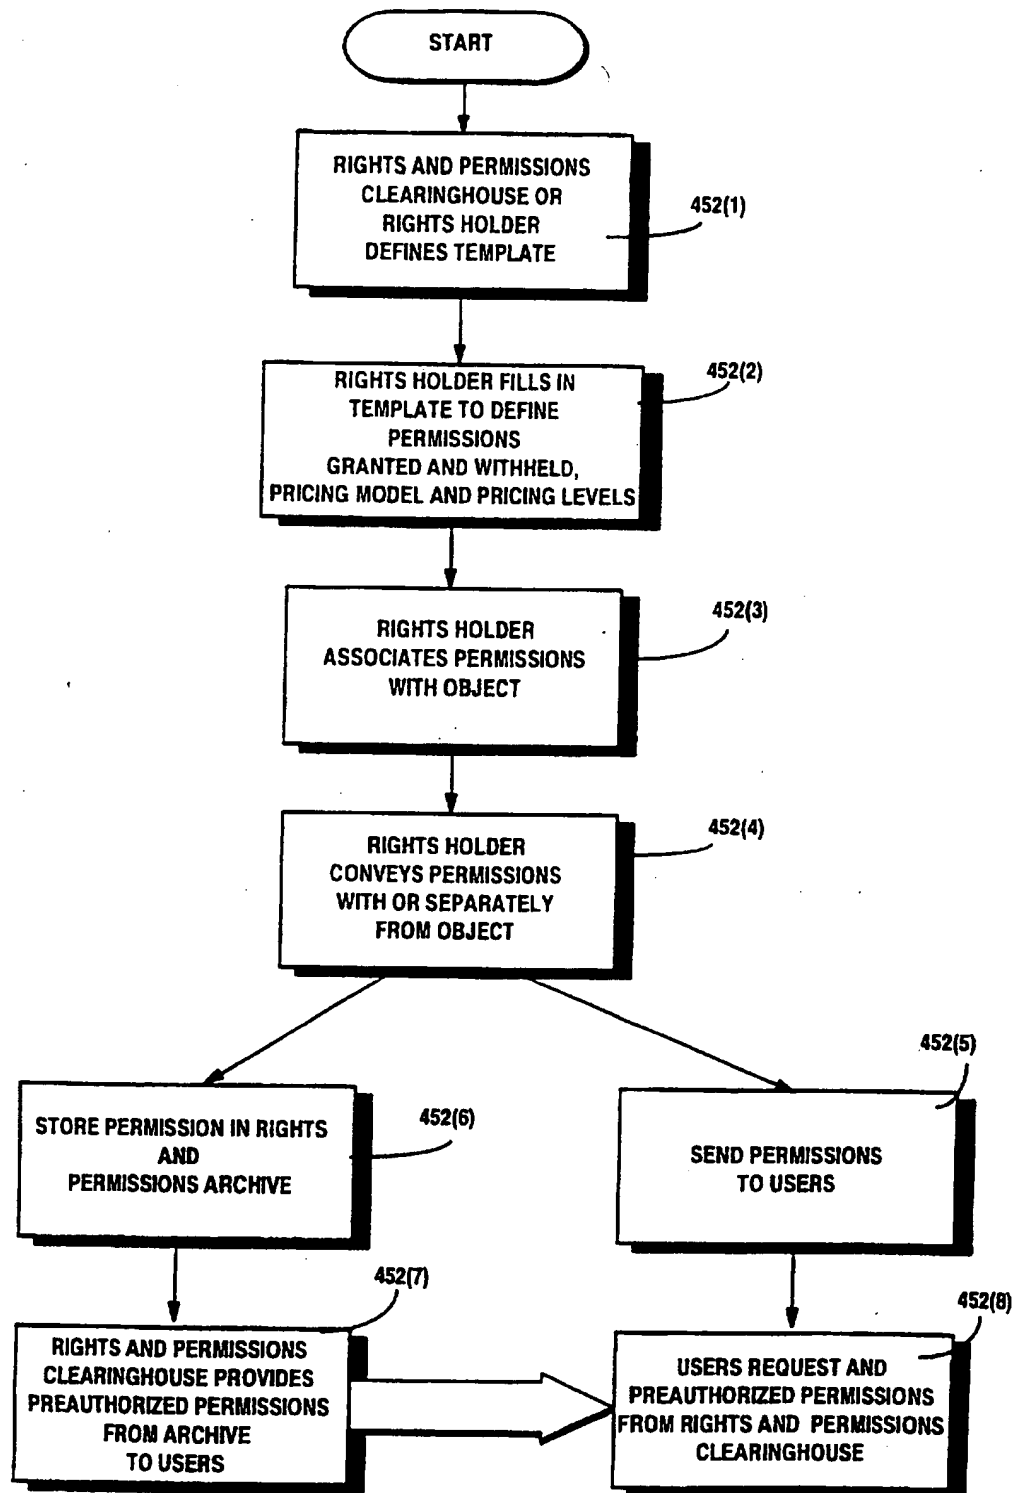 START
RIGHTS AND PERMISSIONS
CLEARINGHOUSE OR
RIGHTS HOLDER
DEFINES TEMPLATE
452(1)
RIGHTS HOLDER FILLS IN
TEMPLATE TO DEFINE
PERMISSIONS
GRANTED AND WITHHELD,
PRICING MODEL AND PRICING LEVELS
452(2)
RIGHTS HOLDER
ASSOCIATES PERMISSIONS
WITH OBJECT
452(3)
RIGHTS HOLDER
CONVEYS PERMISSIONS
WITH OR SEPARATELY
FROM OBJECT
452(4)
STORE PERMISSION IN RIGHTS
AND
PERMISSIONS ARCHIVE
452(6)
SEND PERMISSIONS
TO USERS
452(5)
RIGHTS AND PERMISSIONS
CLEARINGHOUSE PROVIDES
PREAUTHORIZED PERMISSIONS
FROM ARCHIVE
TO USERS
452(7)
USERS REQUEST AND
PREAUTHORIZED PERMISSIONS
FROM RIGHTS AND PERMISSIONS
CLEARINGHOUSE
452(8)